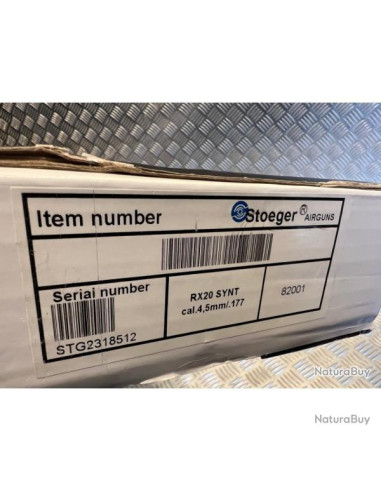 Item number
Stoeger® AIRGUNS
Serial number
STG2318512
RX20 SYNT
cal.4,5mm/.177
82001
NaturaBuy
NaturaBuy